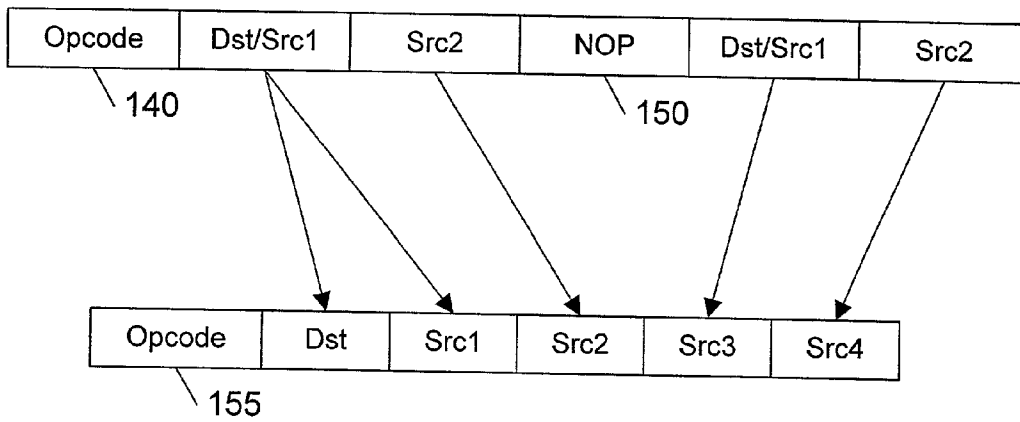 Opcode Dst/Src1 Src2 NOP Dst/Src1 Src2
140 150
Opcode Dst Src1 Src2 Src3 Src4
155